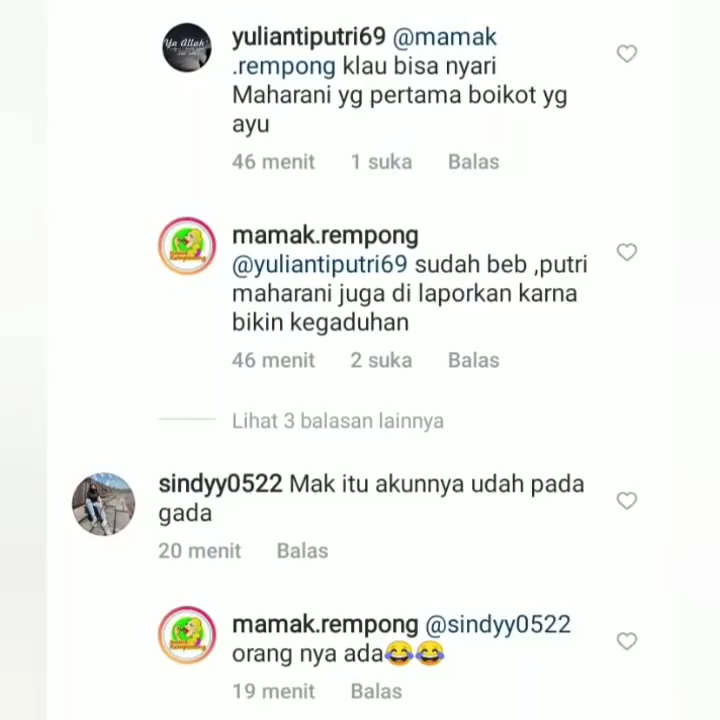 Ya Allah
yuliantiputri69 @mamak
.rempong klau bisa nyari
Maharani yg pertama boikot yg
ayu
46 menit 1 suka Balas
mamak.rempong
@yuliantiputri69 sudah beb ,putri
maharani juga di laporkan karna
bikin kegaduhan
46 menit 2 suka Balas
Lihat 3 balasan lainnya
sindyy0522 Mak itu akunnya udah pada
gada
20 menit Balas
mamak.rempong @sindyy0522
orang nya ada😂😂
19 menit Balas